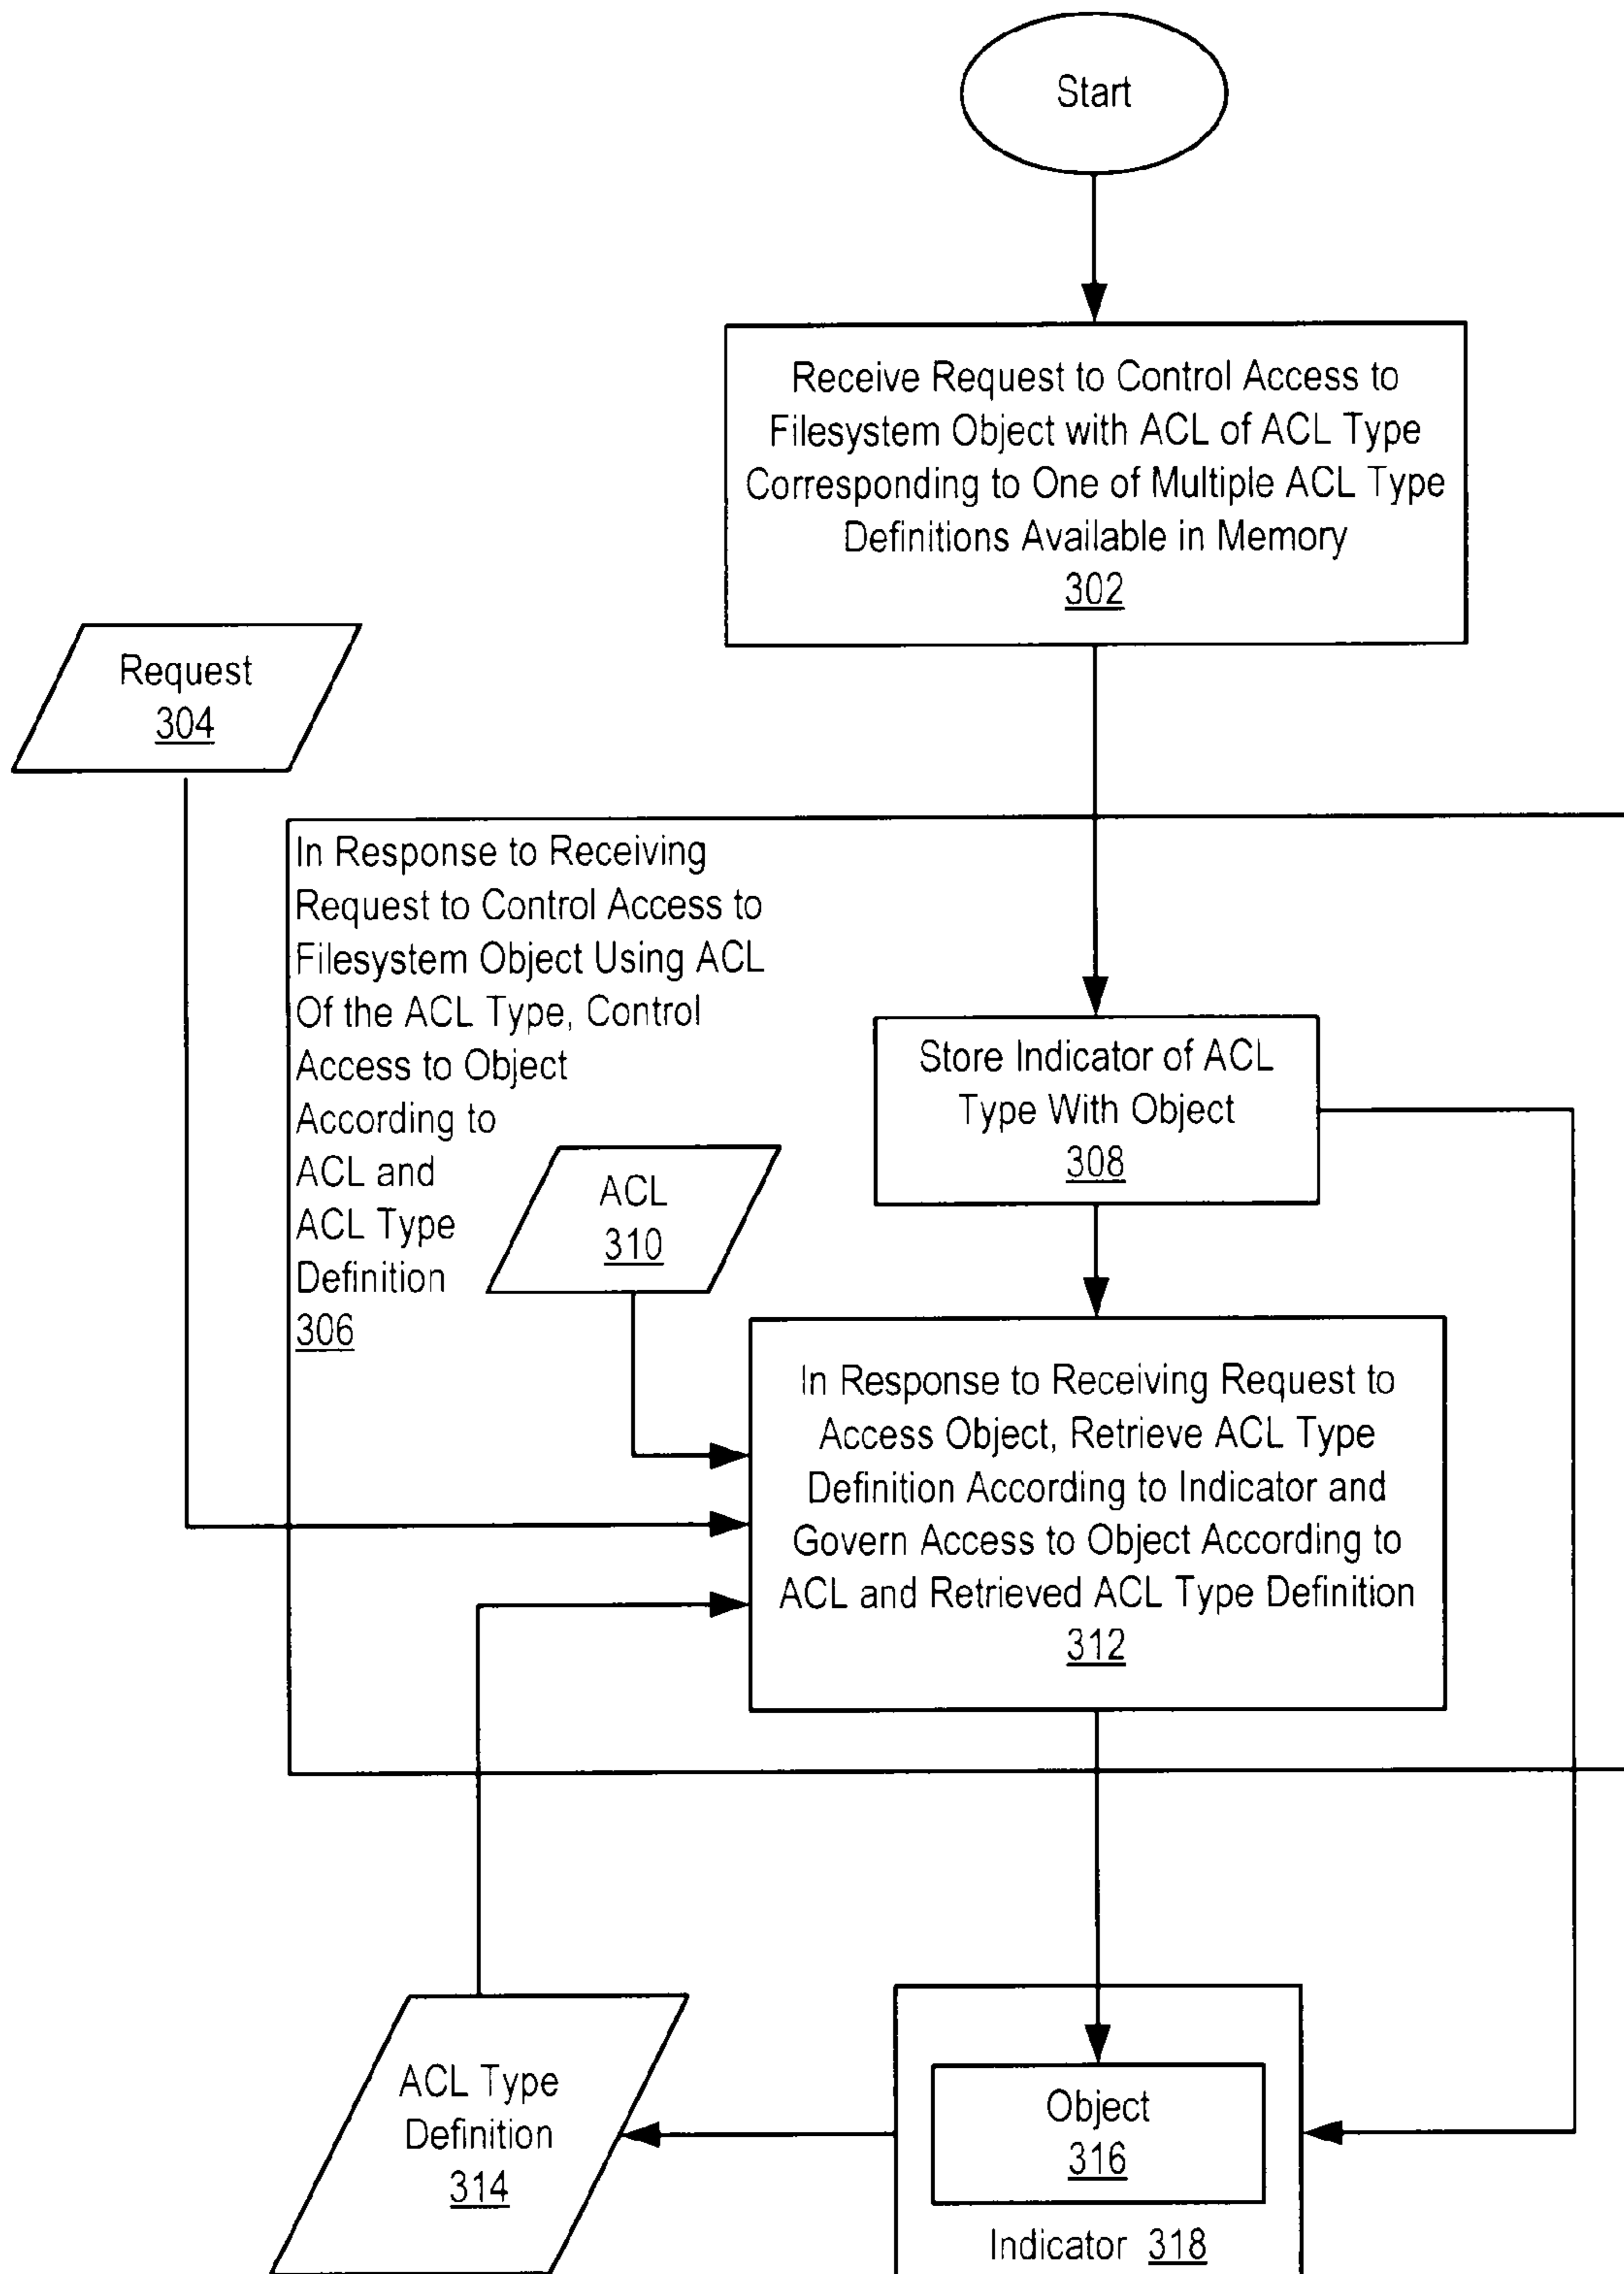 Start
Receive Request to Control Access to
Filesystem Object with ACL of ACL Type
Corresponding to One of Multiple ACL Type
Definitions Available in Memory
302
Request
304
In Response to Receiving
Request to Control Access to
Filesystem Object Using ACL
Of the ACL Type, Control
Access to Object
According to
ACL and
ACL Type
Definition
306
Store Indicator of ACL
Type With Object
308
ACL
310
In Response to Receiving Request to
Access Object, Retrieve ACL Type
Definition According to Indicator and
Govern Access to Object According to
ACL and Retrieved ACL Type Definition
312
ACL Type
Definition
314
Object
316
Indicator 318